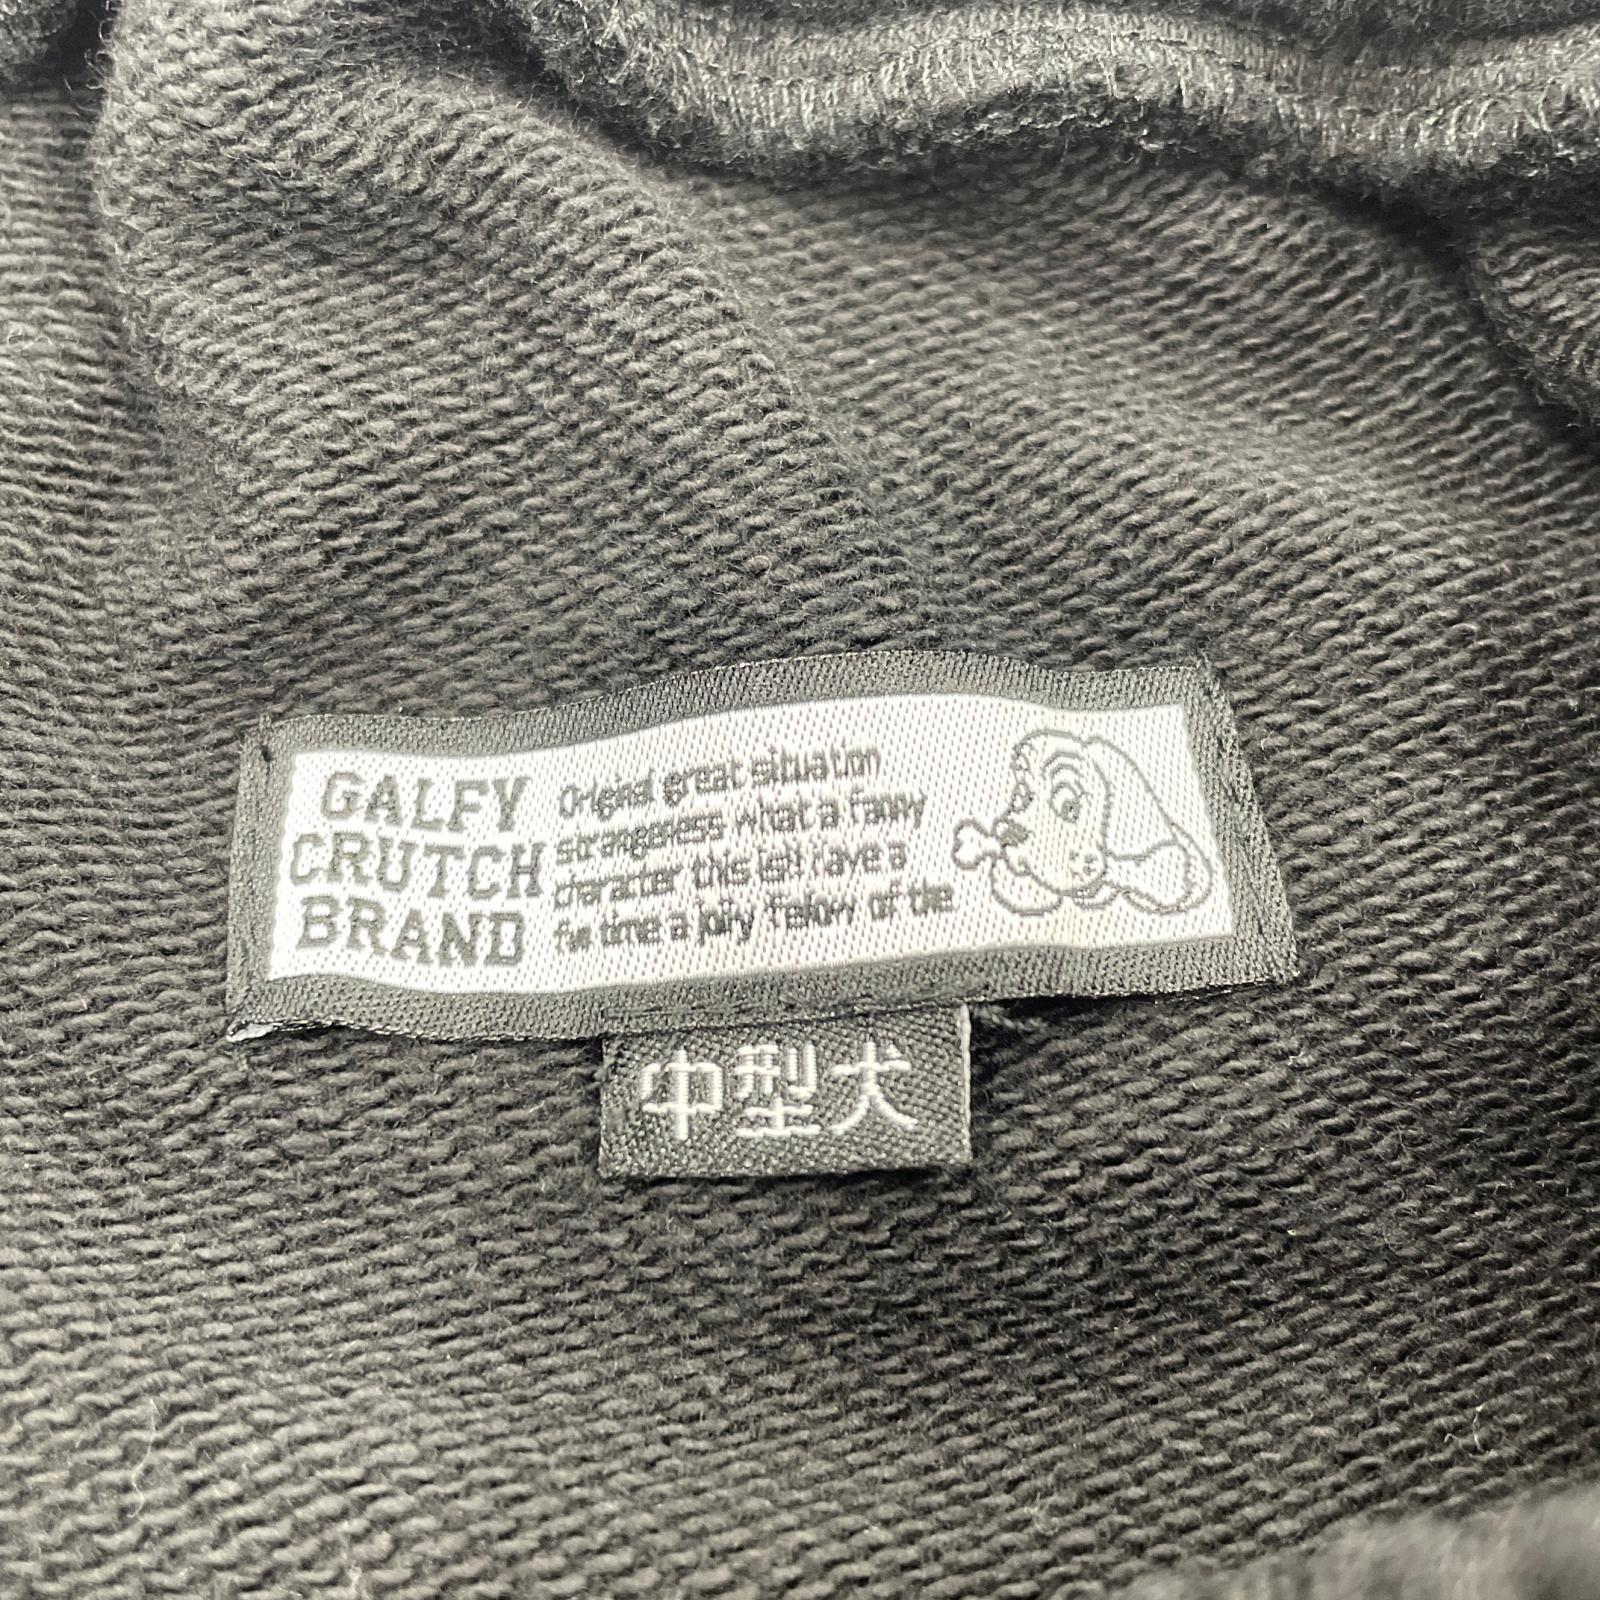 GALFY
CRUTCH
BRAND
Original great situation
strangeness what a fanny
character this is!! Have a
fun time a jolly fellow of the
中型犬